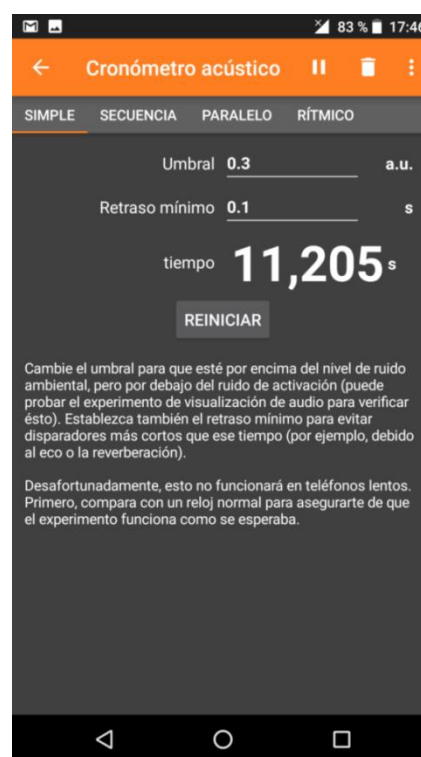 83 % 17:46
Cronómetro acústico
SIMPLE SECUENCIA PARALELO RÍTMICO
Umbral 0.3 a.u.
Retraso mínimo 0.1 s
tiempo 11,205 s
REINICIAR
Cambie el umbral para que esté por encima del nivel de ruido
ambiental, pero por debajo del ruido de activación (puede
probar el experimento de visualización de audio para verificar
ésto). Establezca también el retraso mínimo para evitar
disparadores más cortos que ese tiempo (por ejemplo, debido
al eco o la reverberación).
Desafortunadamente, esto no funcionará en teléfonos lentos.
Primero, compara con un reloj normal para asegurarte de que
el experimento funciona como se esperaba.